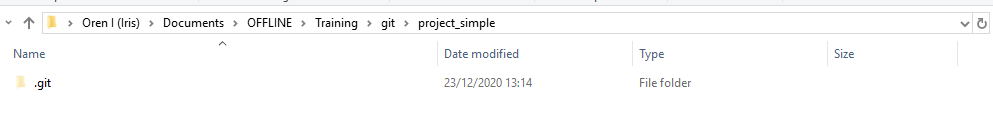 Oren I (Iris) > Documents > OFFLINE > Training > git > project_simple
Name Date modified Type Size
.git 23/12/2020 13:14 File folder